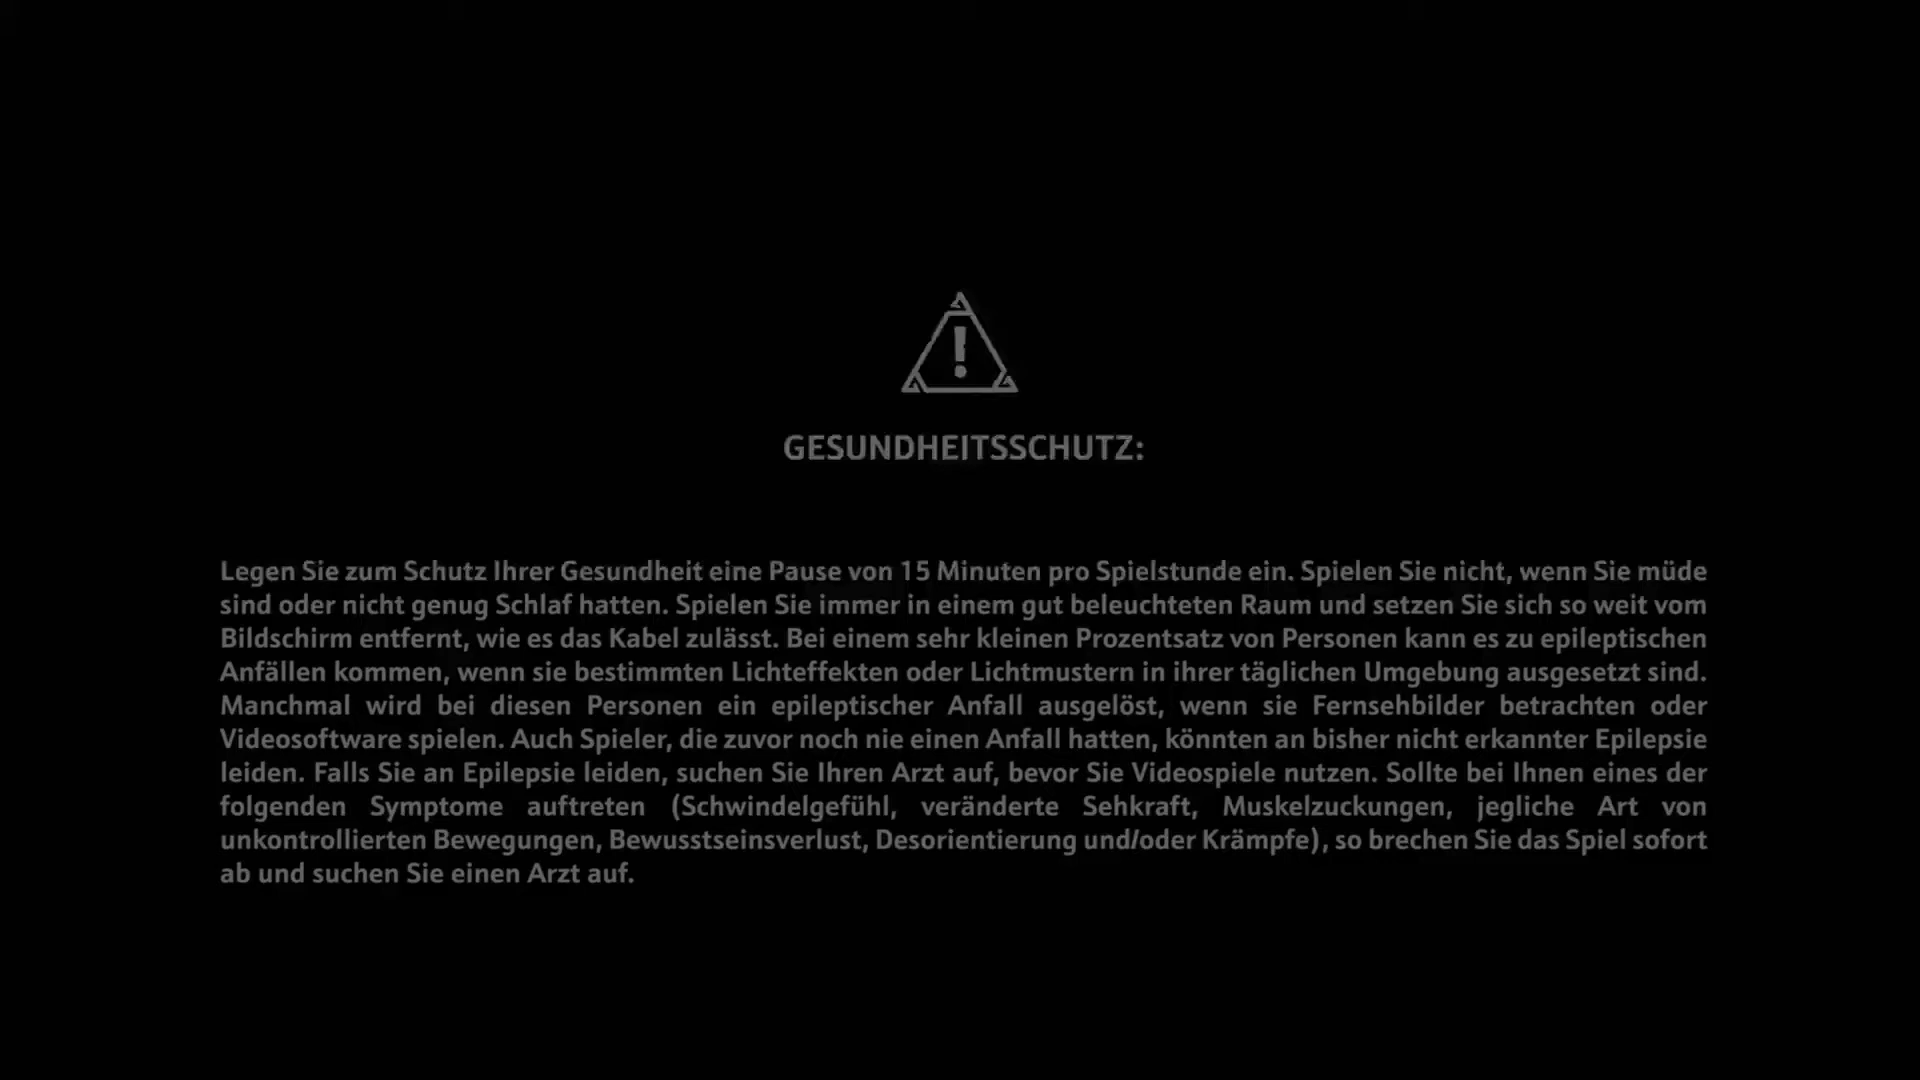 GESUNDHEITSSCHUTZ:
Legen Sie zum Schutz Ihrer Gesundheit eine Pause von 15 Minuten pro Spielstunde ein. Spielen Sie nicht, wenn Sie müde
sind oder nicht genug Schlaf hatten. Spielen Sie immer in einem gut beleuchteten Raum und setzen Sie sich so weit vom
Bildschirm entfernt, wie es das Kabel zulässt. Bei einem sehr kleinen Prozentsatz von Personen kann es zu epileptischen
Anfällen kommen, wenn sie bestimmten Lichteffekten oder Lichtmustern in ihrer täglichen Umgebung ausgesetzt sind.
Manchmal wird bei diesen Personen ein epileptischer Anfall ausgelöst, wenn sie Fernsehbilder betrachten oder
Videosoftware spielen. Auch Spieler, die zuvor noch nie einen Anfall hatten, könnten an bisher nicht erkannter Epilepsie
leiden. Falls Sie an Epilepsie leiden, suchen Sie Ihren Arzt auf, bevor Sie Videospiele nutzen. Sollte bei Ihnen eines der
folgenden Symptome auftreten (Schwindelgefühl, veränderte Sehkraft, Muskelzuckungen, jegliche Art von
unkontrollierten Bewegungen, Bewusstseinsverlust, Desorientierung und/oder Krämpfe), so brechen Sie das Spiel sofort
ab und suchen Sie einen Arzt auf.